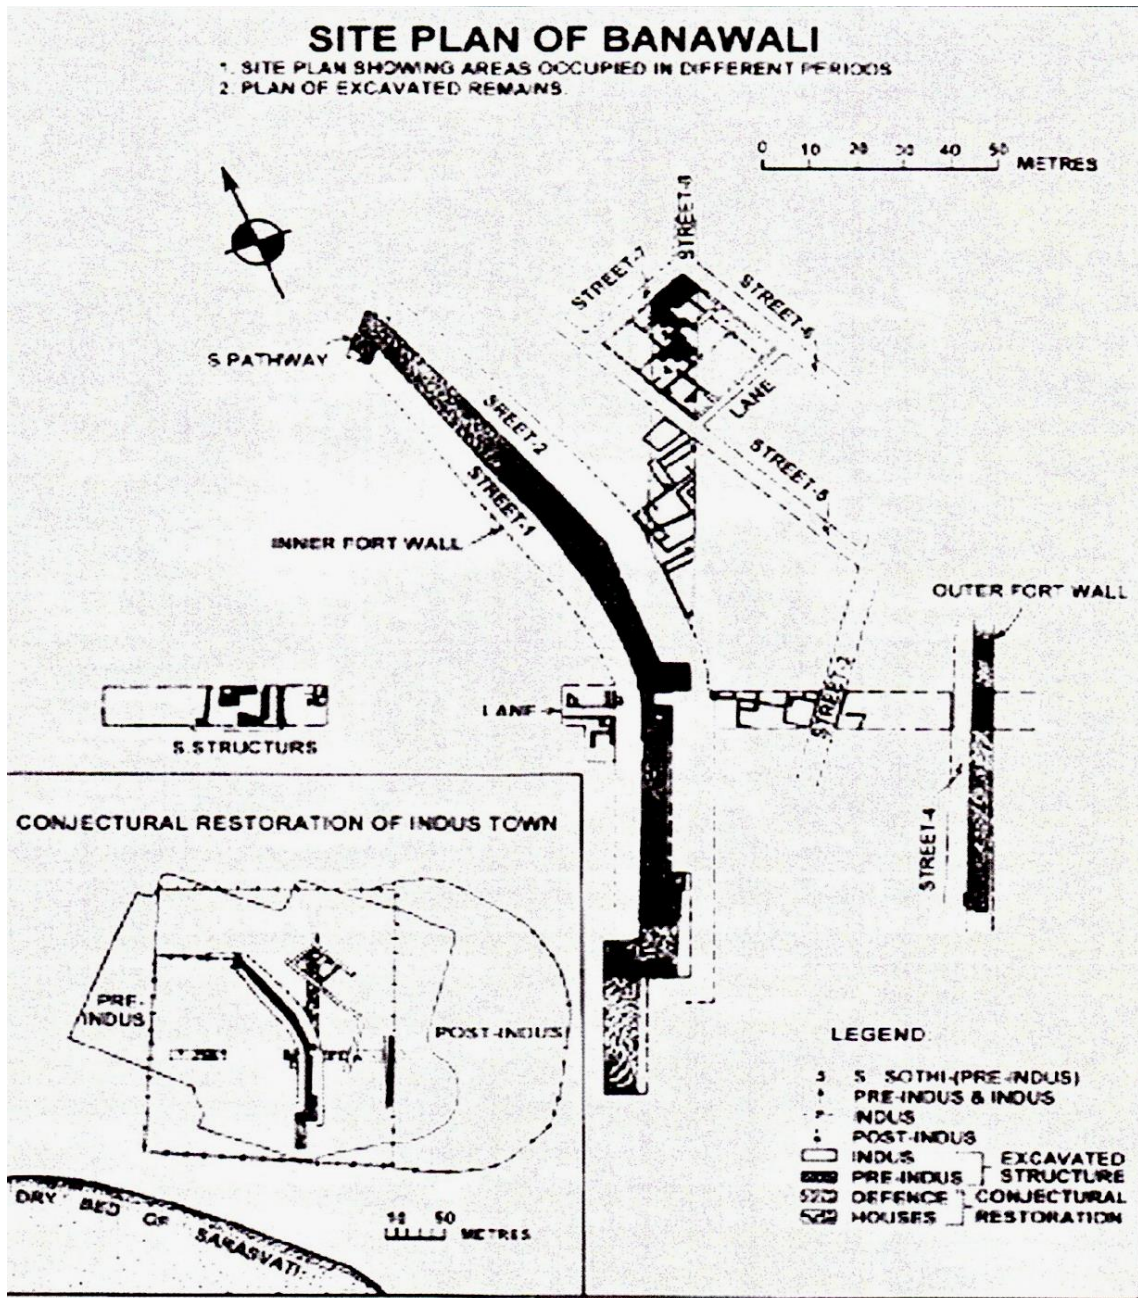 SITE PLAN OF BANAWALI
1. SITE PLAN SHOWING AREAS OCCUPIED IN DIFFERENT PERIODS
2. PLAN OF EXCAVATED REMAINS.
0 10 20 30 40 50 METRES
STREET-8
STREET-7
STREET-6
S.PATHWAY
LANE
SREET-2
STREET-5
STREET-1
INNER FORT WALL
OUTER FORT WALL
STREET-3
LANE
S.STRUCTURS
STREET-4
CONJECTURAL RESTORATION OF INDUS TOWN
PRE-
INDUS
POST-INDUS
DRY BED OF SARASVATI
50
METRES
LEGEND
S SOTHI-(PRE-INDUS)
PRE-INDUS & INDUS
INDUS
POST-INDUS
INDUS
PRE-INDUS
EXCAVATED
STRUCTURE
DEFENCE
HOUSES
CONJECTURAL
RESTORATION